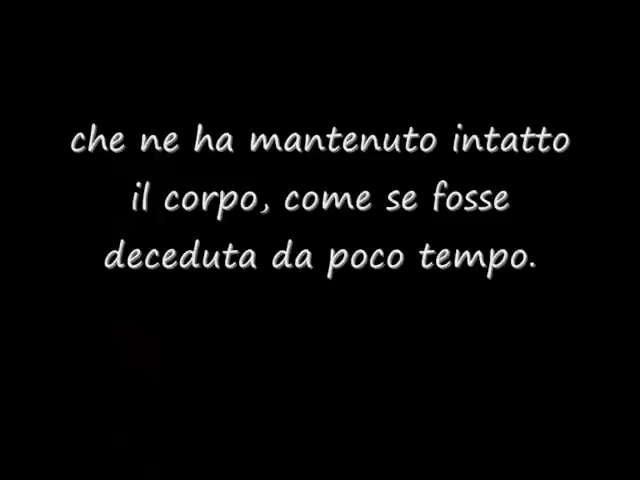 che ne ha mantenuto intatto
il corpo, come se fosse
deceduta da poco tempo.